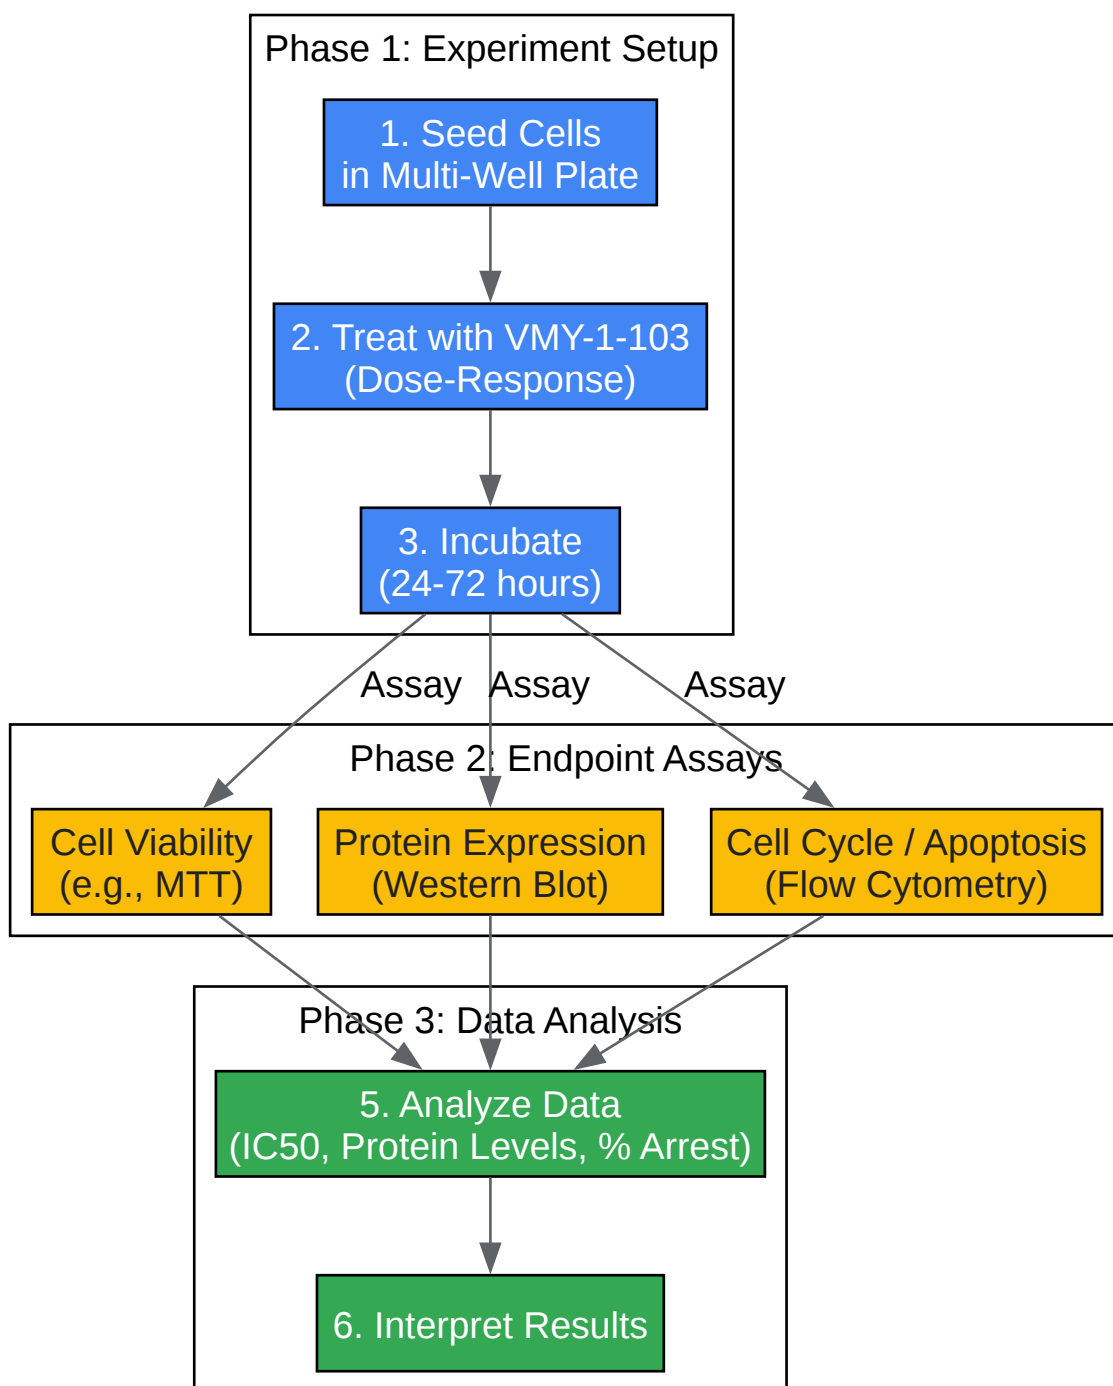 Phase 1: Experiment Setup
1. Seed Cells
in Multi-Well Plate
2. Treat with VMY-1-103
(Dose-Response)
3. Incubate
(24-72 hours)
Assay
Assay
Assay
Phase 2: Endpoint Assays
Cell Viability
(e.g., MTT)
Protein Expression
(Western Blot)
Cell Cycle / Apoptosis
(Flow Cytometry)
Phase 3: Data Analysis
5. Analyze Data
(IC50, Protein Levels, % Arrest)
6. Interpret Results